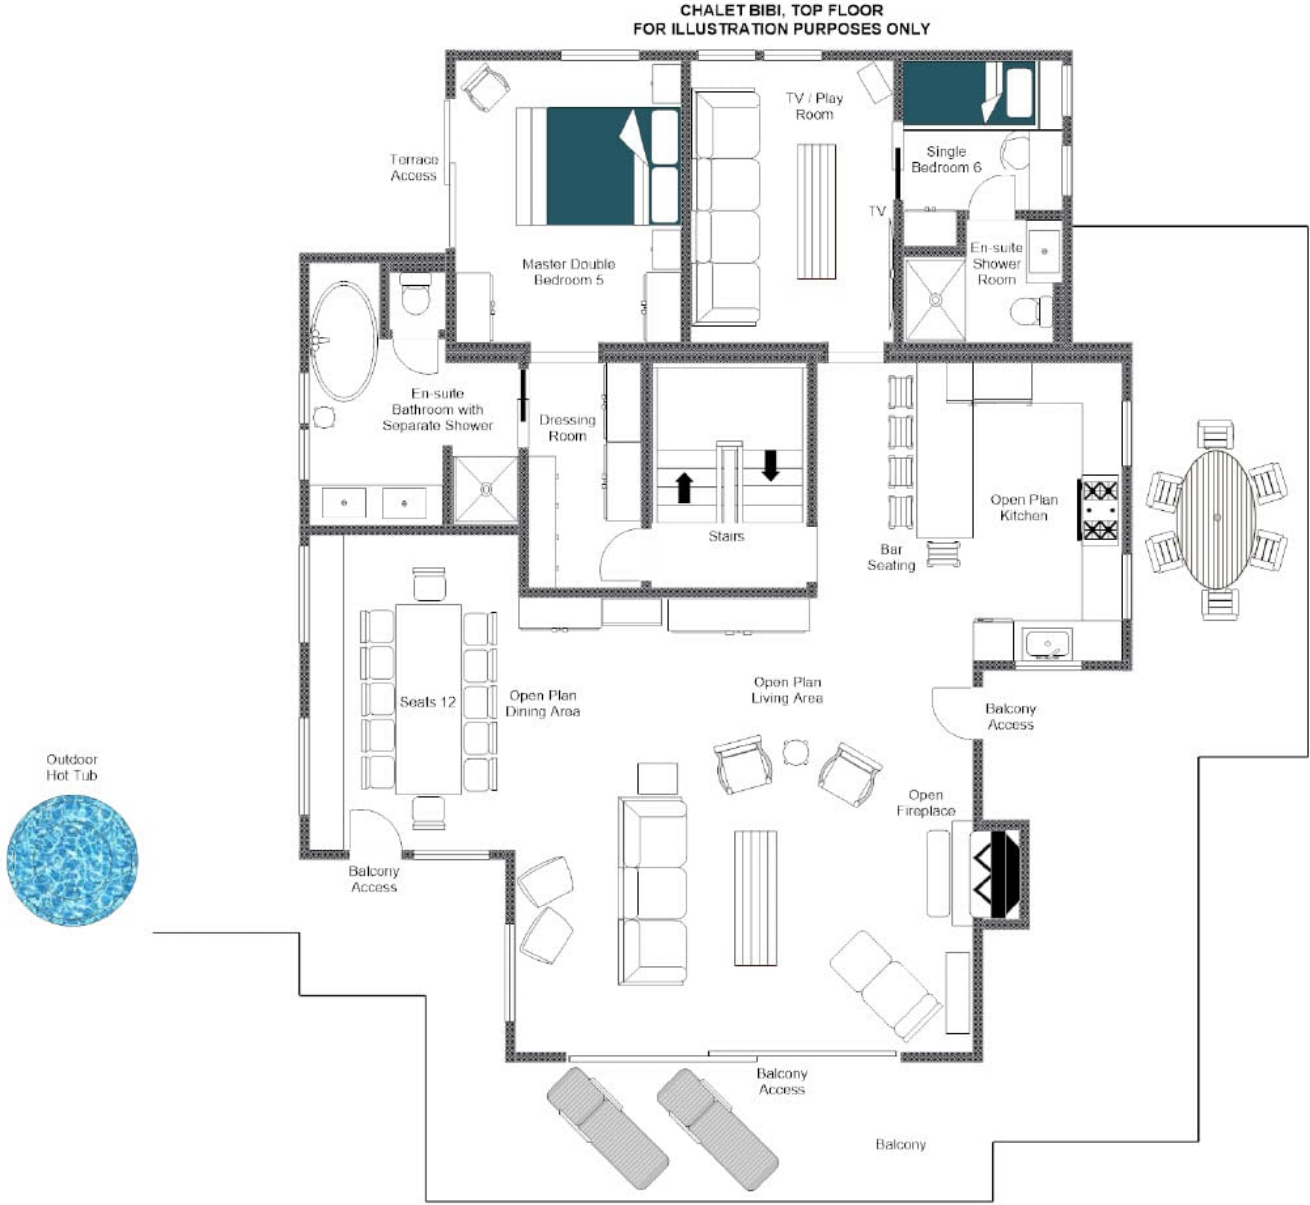 CHALET BIBI, TOP FLOOR
FOR ILLUSTRATION PURPOSES ONLY
TV / Play
Room
Terrace
Access
Single
Bedroom 6
TV
Master Double
Bedroom 5
En-suite
Shower
Room
En-suite
Bathroom with
Separate Shower
Dressing
Room
Stairs
Open Plan
Kitchen
Bar
Seating
Seats 12
Open Plan
Dining Area
Open Plan
Living Area
Balcony
Access
Outdoor
Hot Tub
Open
Fireplace
Balcony
Access
Balcony
Access
Balcony